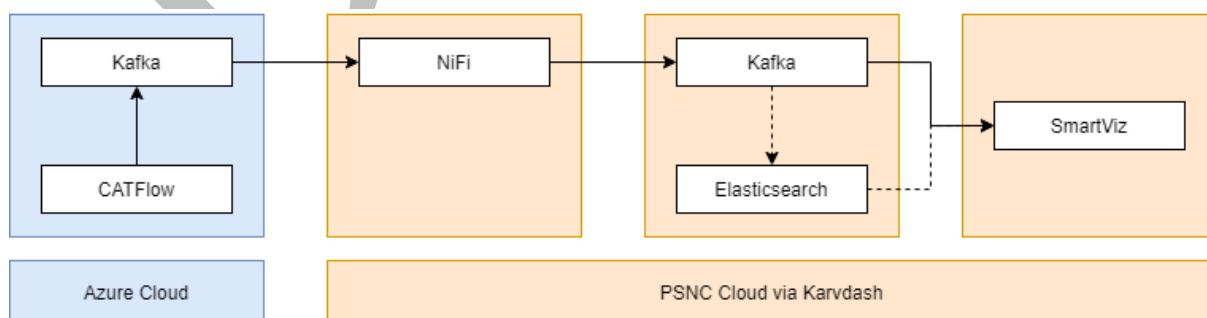 Kafka
NiFi
Kafka
SmartViz
CATFlow
Elasticsearch
Azure Cloud
PSNC Cloud via Karvdash